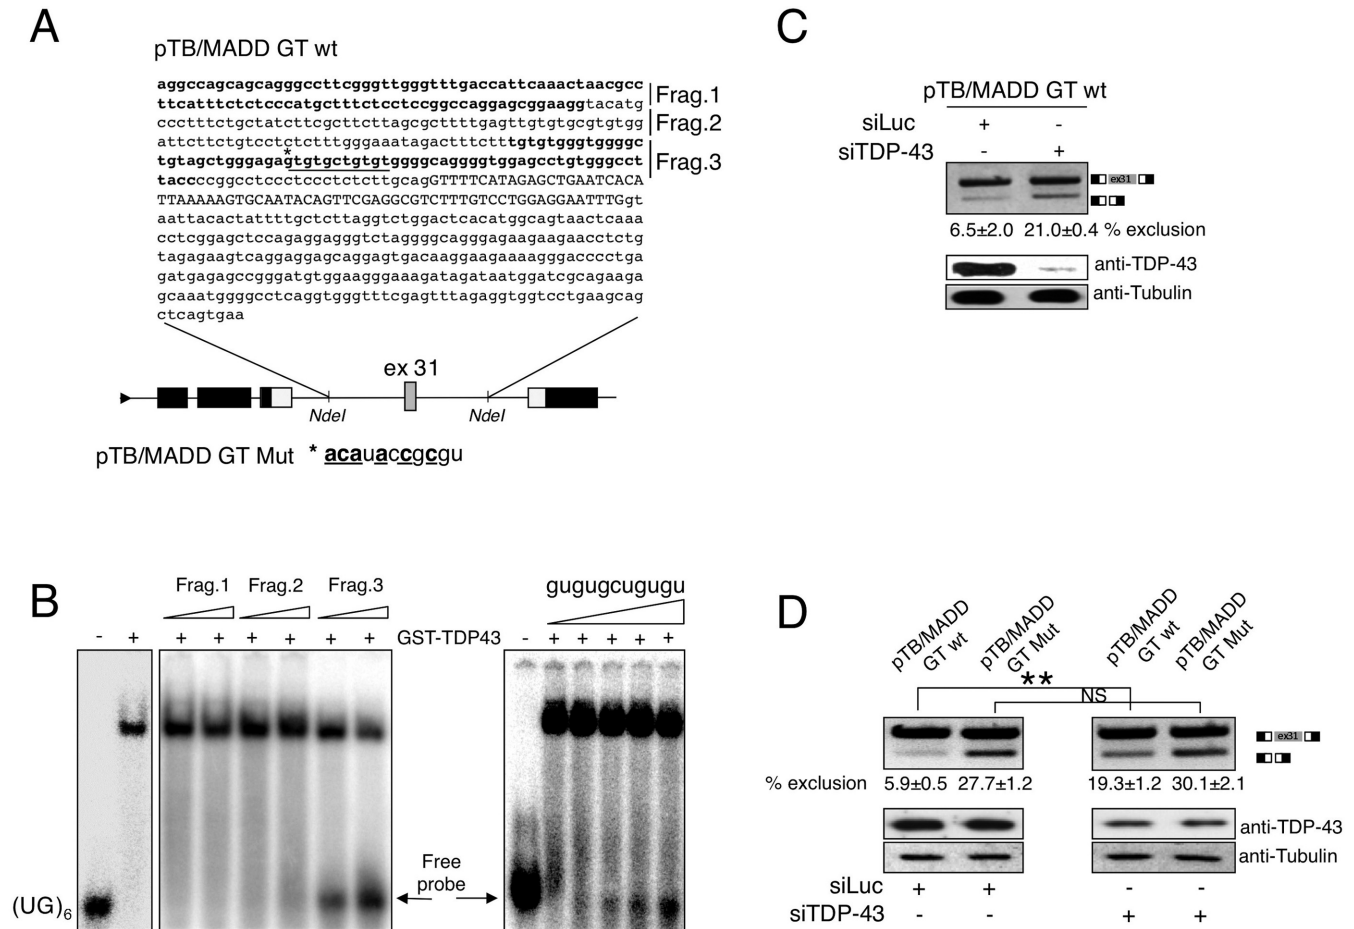 A
pTB/MADD GT wt
aggccagcagcagggccttcgggttgggtttgaccattcaaactaacgcc
ttcatttctctcccatgctttctcctccggccaggagcggaaggtacatg
Frag.1
ccctttctgctatcttcgcttcttagcgcttttgagttgtgtgcgtgtgg
Frag.2
attcttctgtcctctctttgggaaatagactttctttgtgtgggtggggc
*
tgtagctgggagagtgtgctgtgtggggcaggggtggagcctgtgggcct
Frag.3
tacccccggcctccctccctctcttgcagGTTTTCATAGAGCTGAATCACA
TTAAAAAGTGCAATACAGTTCGAGGCGTCTTTGTCCTGGAGGAATTTGgt
aattacactattttgctcttaggtctggactcacatggcagtaactcaaa
cctcggagctccagaggagggtctaggggcagggagaagaagaacctctg
tagagaagtcaggaggagcaggagtgacaaggaagaaaagggacccctga
gatgagagccgggatgtggaagggaaagatagataatggatcgcagaaga
gcaaatggggcctcaggtgggtttcgagtttagaggtggtcctgaagcag
ctcagtgaa
ex 31
NdeI NdeI
pTB/MADD GT Mut * acauaccgcgu
B
Frag.1 Frag.2 Frag.3
gugugcugugu
- + + + + + + + GST-TDP43 - + + + + +
Free
probe
(UG)6
C
pTB/MADD GT wt
siLuc + -
siTDP-43 - +
ex31
6.5±2.0 21.0±0.4 % exclusion
anti-TDP-43
anti-Tubulin
D
pTB/MADD GT wt
pTB/MADD GT Mut
pTB/MADD GT wt
pTB/MADD GT Mut
**
NS
ex31
% exclusion 5.9±0.5 27.7±1.2 19.3±1.2 30.1±2.1
anti-TDP-43
anti-Tubulin
siLuc + + - -
siTDP-43 - - + +